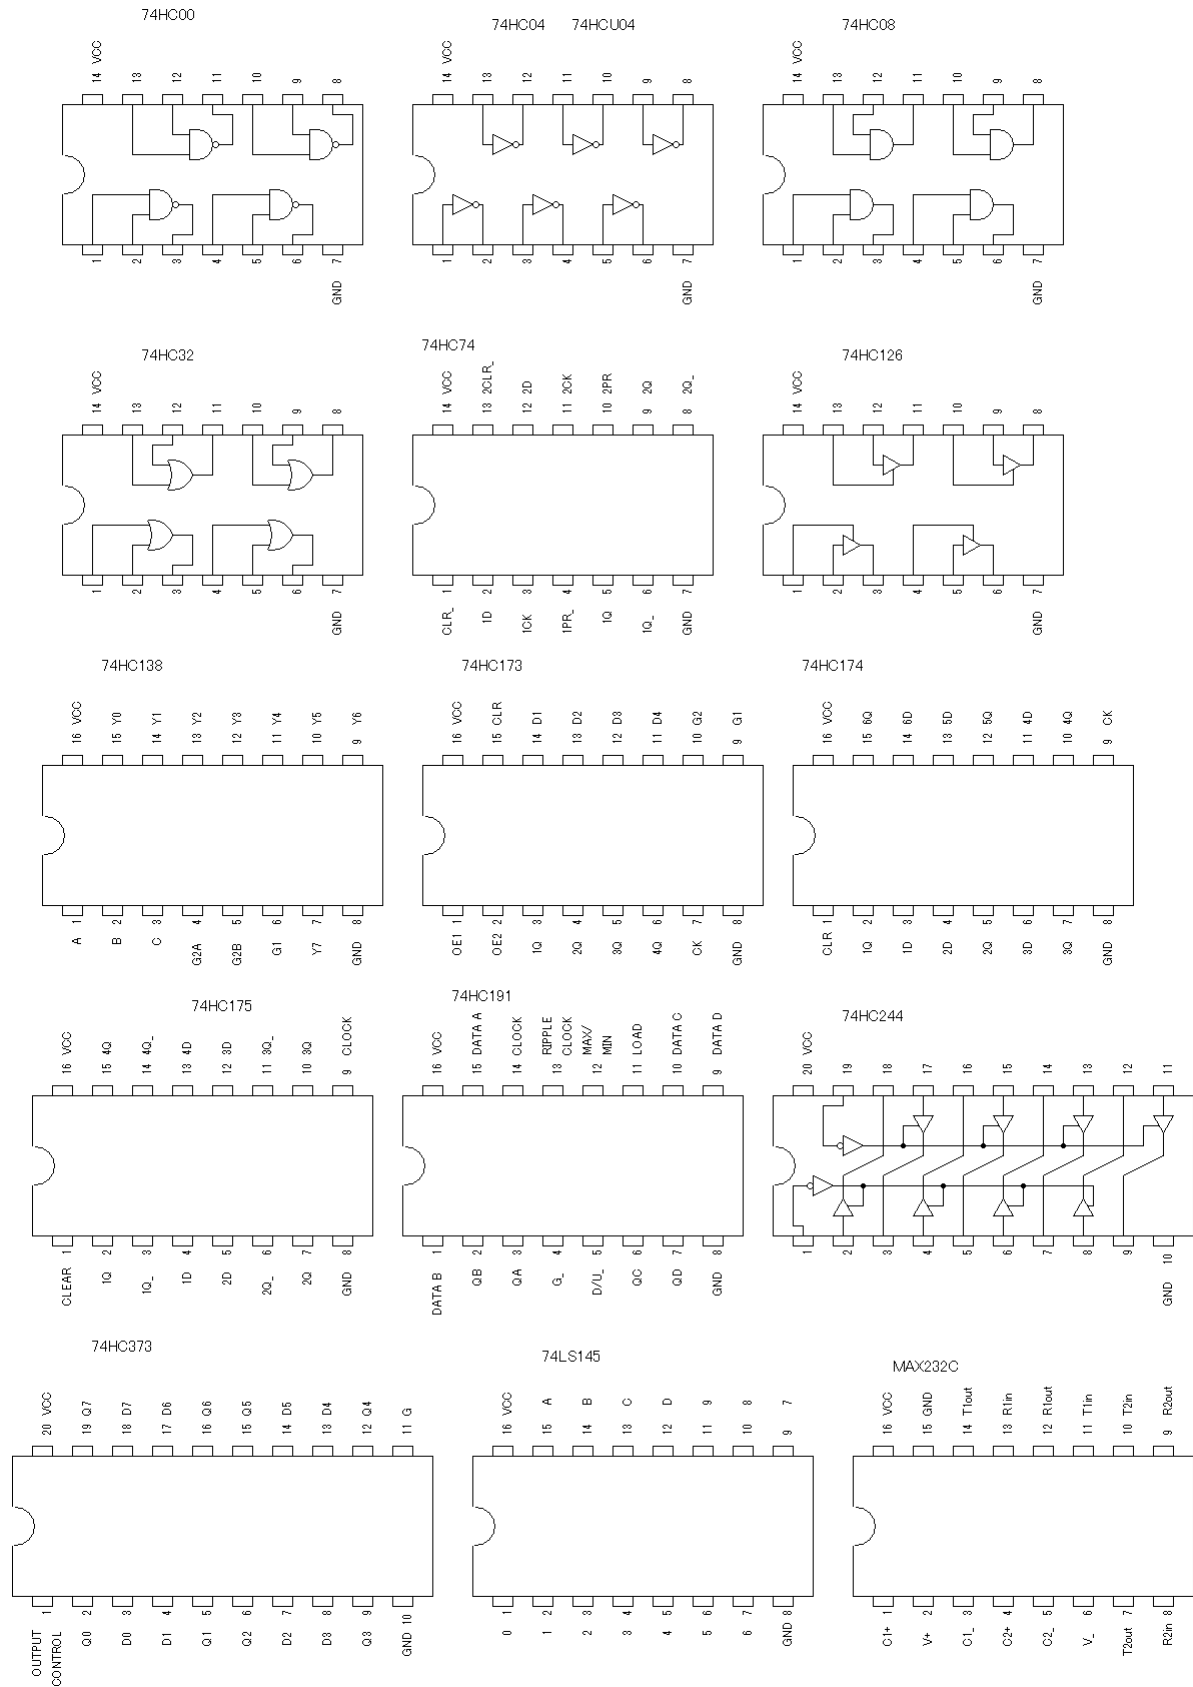 74HC00
14 VCC 13 12 11 10 9 8
1 2 3 4 5 6 7
GND
74HC04 74HCU04
14 VCC 13 12 11 10 9 8
1 2 3 4 5 6 7
GND
74HC08
14 VCC 13 12 11 10 9 8
1 2 3 4 5 6 7
GND
74HC32
14 VCC 13 12 11 10 9 8
1 2 3 4 5 6 7
GND
74HC74
14 VCC
13 2CLR_
12 2D
11 2CK
10 2PR
9 2Q
8 2Q_
CLR_ 1
1D 2
1CK 3
1PR_ 4
1Q 5
1Q_ 6
GND 7
74HC126
14 VCC 13 12 11 10 9 8
1 2 3 4 5 6 7
GND
74HC138
16 VCC
15 Y0
14 Y1
13 Y2
12 Y3
11 Y4
10 Y5
9 Y6
A 1
B 2
C 3
G2A 4
G2B 5
G1 6
Y7 7
GND 8
74HC173
16 VCC
15 CLR
14 D1
13 D2
12 D3
11 D4
10 G2
9 G1
OE1 1
OE2 2
1Q 3
2Q 4
3Q 5
4Q 6
CK 7
GND 8
74HC174
16 VCC
15 6Q
14 6D
13 5D
12 5Q
11 4D
10 4Q
9 CK
CLR 1
1Q 2
1D 3
2D 4
2Q 5
3D 6
3Q 7
GND 8
74HC175
16 VCC
15 4Q
14 4Q_
13 4D
12 3D
11 3Q_
10 3Q
9 CLOCK
CLEAR 1
1Q 2
1Q_ 3
1D 4
2D 5
2Q_ 6
2Q 7
GND 8
74HC191
16 VCC
15 DATA A
14 CLOCK
RIPPLE
13 CLOCK
MAX/
12 MIN
11 LOAD
10 DATA C
9 DATA D
DATA B 1
QB 2
QA 3
G_ 4
D/U_ 5
QC 6
QD 7
GND 8
74HC244
20 VCC 19 18 17 16 15 14 13 12 11
1 2 3 4 5 6 7 8 9 GND 10
74HC373
20 VCC
19 Q7
18 D7
17 D6
16 Q6
15 Q5
14 D5
13 D4
12 Q4
11 G
OUTPUT
CONTROL 1
Q0 2
D0 3
D1 4
Q1 5
Q2 6
D2 7
D3 8
Q3 9
GND 10
74LS145
16 VCC
15 A
14 B
13 C
12 D
11 9
10 8
9 7
0 1
1 2
2 3
3 4
4 5
5 6
6 7
GND 8
MAX232C
16 VCC
15 GND
14 T1out
13 R1in
12 R1out
11 T1in
10 T2in
9 R2out
C1+ 1
V+ 2
C1_ 3
C2+ 4
C2_ 5
V_ 6
T2out 7
R2in 8